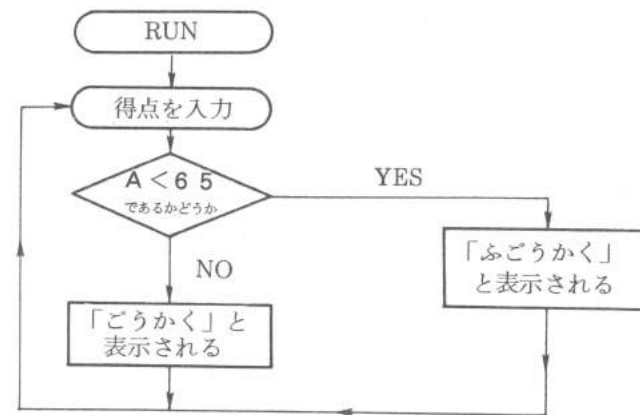 RUN
得点を入力
A<65
であるかどうか
YES
NO
「ふごうかく」
と表示される
「ごうかく」と
表示される